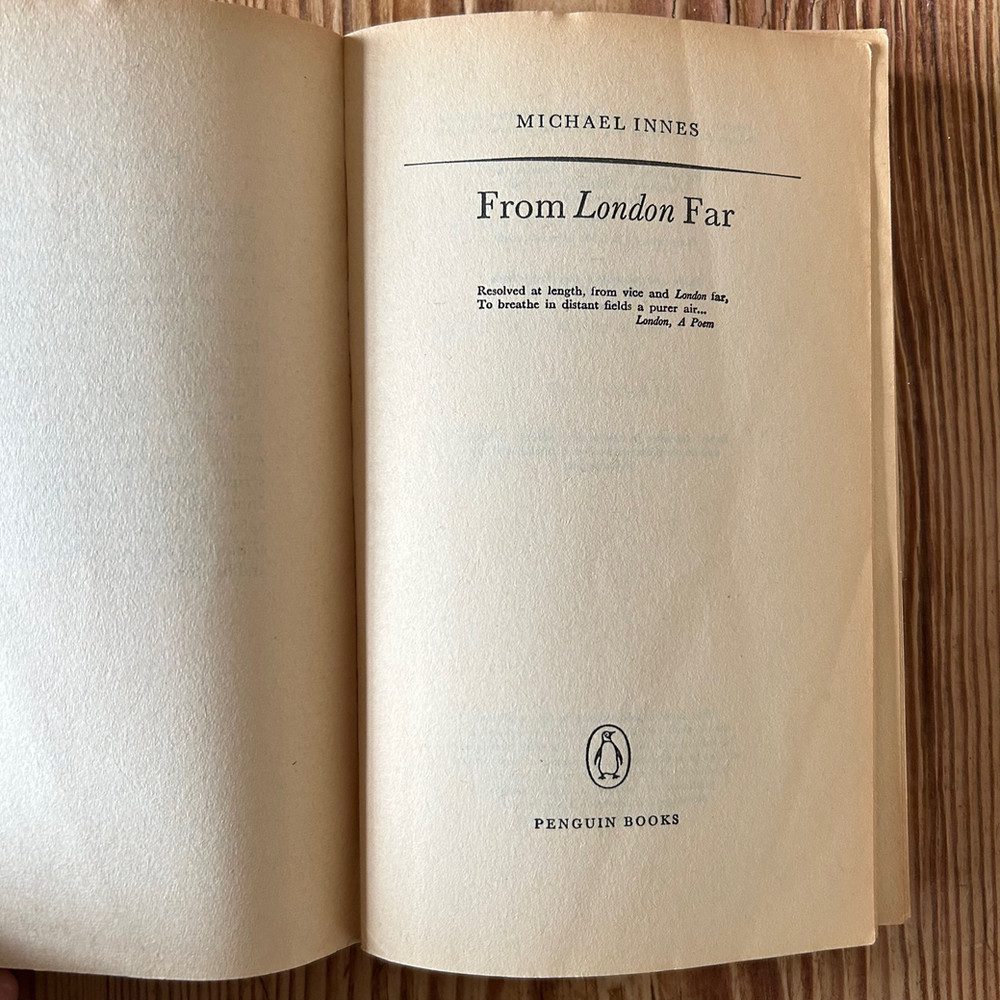 MICHAEL INNES
From London Far
Resolved at length, from vice and London far,
To breathe in distant fields a purer air...
London, A Poem
PENGUIN BOOKS